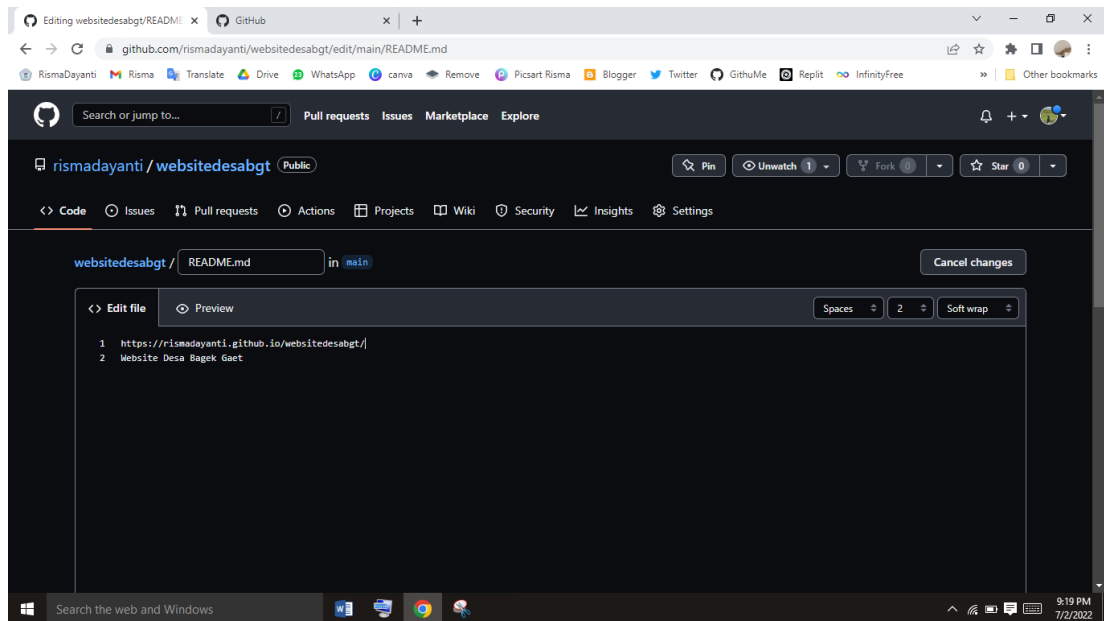 Editing websitedesabgt/README
GitHub
github.com/rismadayanti/websitedesabgt/edit/main/README.md
RismaDayanti Risma Translate Drive WhatsApp canva Remove Picsart Risma Blogger Twitter GithuMe Replit InfinityFree » Other bookmarks
Search or jump to... / Pull requests Issues Marketplace Explore
rismadayanti / websitedesabgt Public Pin Unwatch 1 Fork 0 Star 0
Code Issues Pull requests Actions Projects Wiki Security Insights Settings
websitedesabgt / README.md in main Cancel changes
<> Edit file Preview Spaces 2 Soft wrap
1 https://rismadayanti.github.io/websitedesabgt/
2 Website Desa Bagek Gaet
Search the web and Windows
9:19 PM
7/2/2022